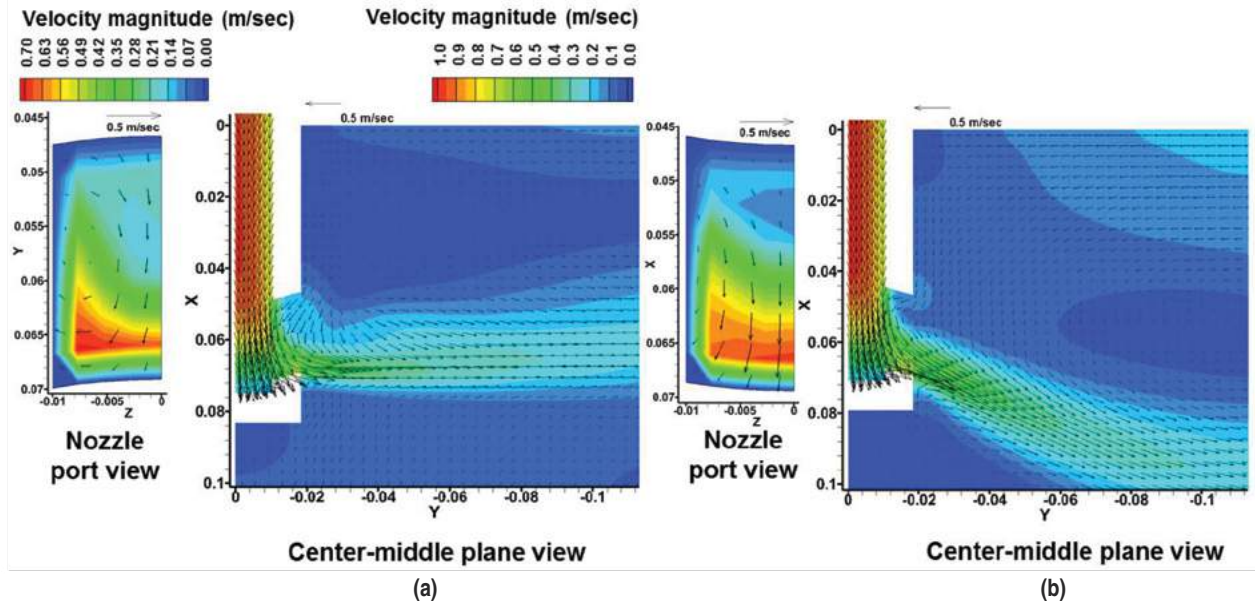 Velocity magnitude (m/sec)
0.70 0.63 0.56 0.49 0.42 0.35 0.28 0.21 0.14 0.07 0.00
Velocity magnitude (m/sec)
1.0 0.9 0.8 0.7 0.6 0.5 0.4 0.3 0.2 0.1 0.0
0.045
0.05
0.055
0.06
0.065
0.07
Y
-0.01 -0.005 0
Z
0.5 m/sec
Nozzle
port view
0.5 m/sec
0
0.02
0.04
0.06
0.08
0.1
X
0 -0.02 -0.04 -0.06 -0.08 -0.1
Y
Center-middle plane view
(a)
0.045
0.05
0.055
0.06
0.065
0.07
X
-0.01 -0.005 0
Z
0.5 m/sec
Nozzle
port view
0.5 m/sec
0
0.02
0.04
0.06
0.08
0.1
X
0 -0.02 -0.04 -0.06 -0.08 -0.1
Y
Center-middle plane view
(b)